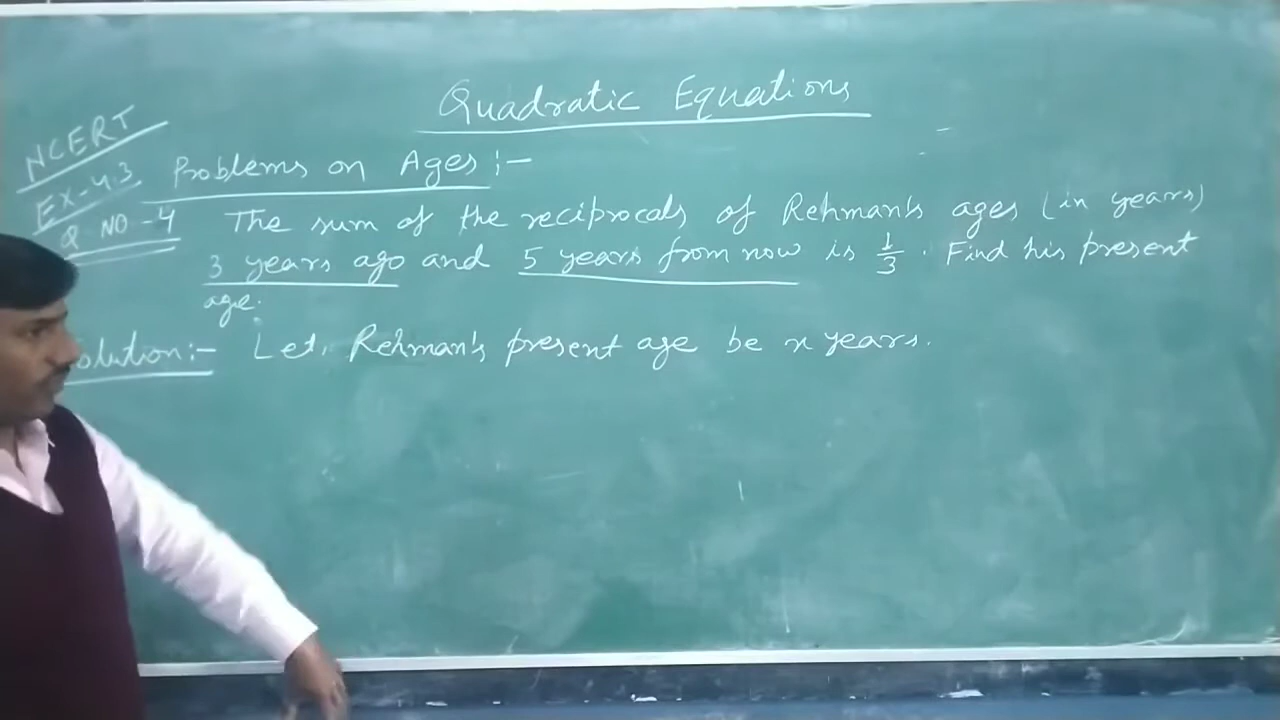 Quadratic Equations
NCERT
EX-4.3
Q NO-4
Problems on Ages :-
The sum of the reciprocals of Rehman's ages (in years)
3 years ago and 5 years from now is 1/3. Find his present
age.
olution:- Let, Rehman's present age be x years.